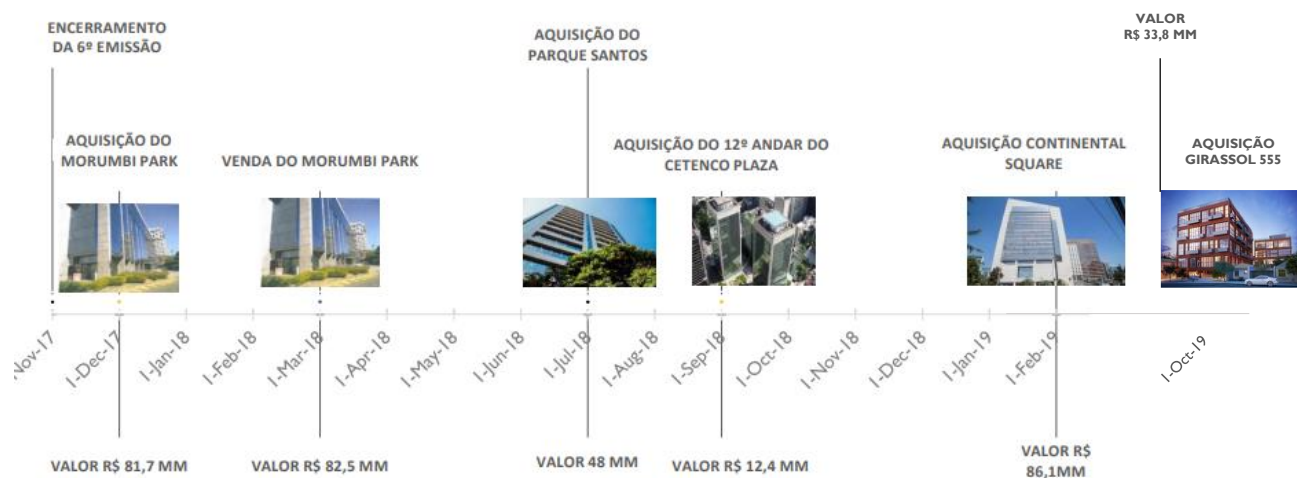 ENCERRAMENTO
DA 6º EMISSÃO
AQUISIÇÃO DO
PARQUE SANTOS
VALOR
R$ 33,8 MM
AQUISIÇÃO DO
MORUMBI PARK
VENDA DO MORUMBI PARK
AQUISIÇÃO DO 12º ANDAR DO
CETENCO PLAZA
AQUISIÇÃO CONTINENTAL
SQUARE
AQUISIÇÃO
GIRASSOL 555
Nov-17
1-Dec-17
1-Jan-18
1-Feb-18
1-Mar-18
1-Apr-18
1-May-18
1-Jun-18
1-Jul-18
1-Aug-18
1-Sep-18
1-Oct-18
1-Nov-18
1-Dec-18
1-Jan-19
1-Feb-19
1-Oct-19
VALOR R$ 81,7 MM
VALOR R$ 82,5 MM
VALOR 48 MM
VALOR R$ 12,4 MM
VALOR R$
86,1MM